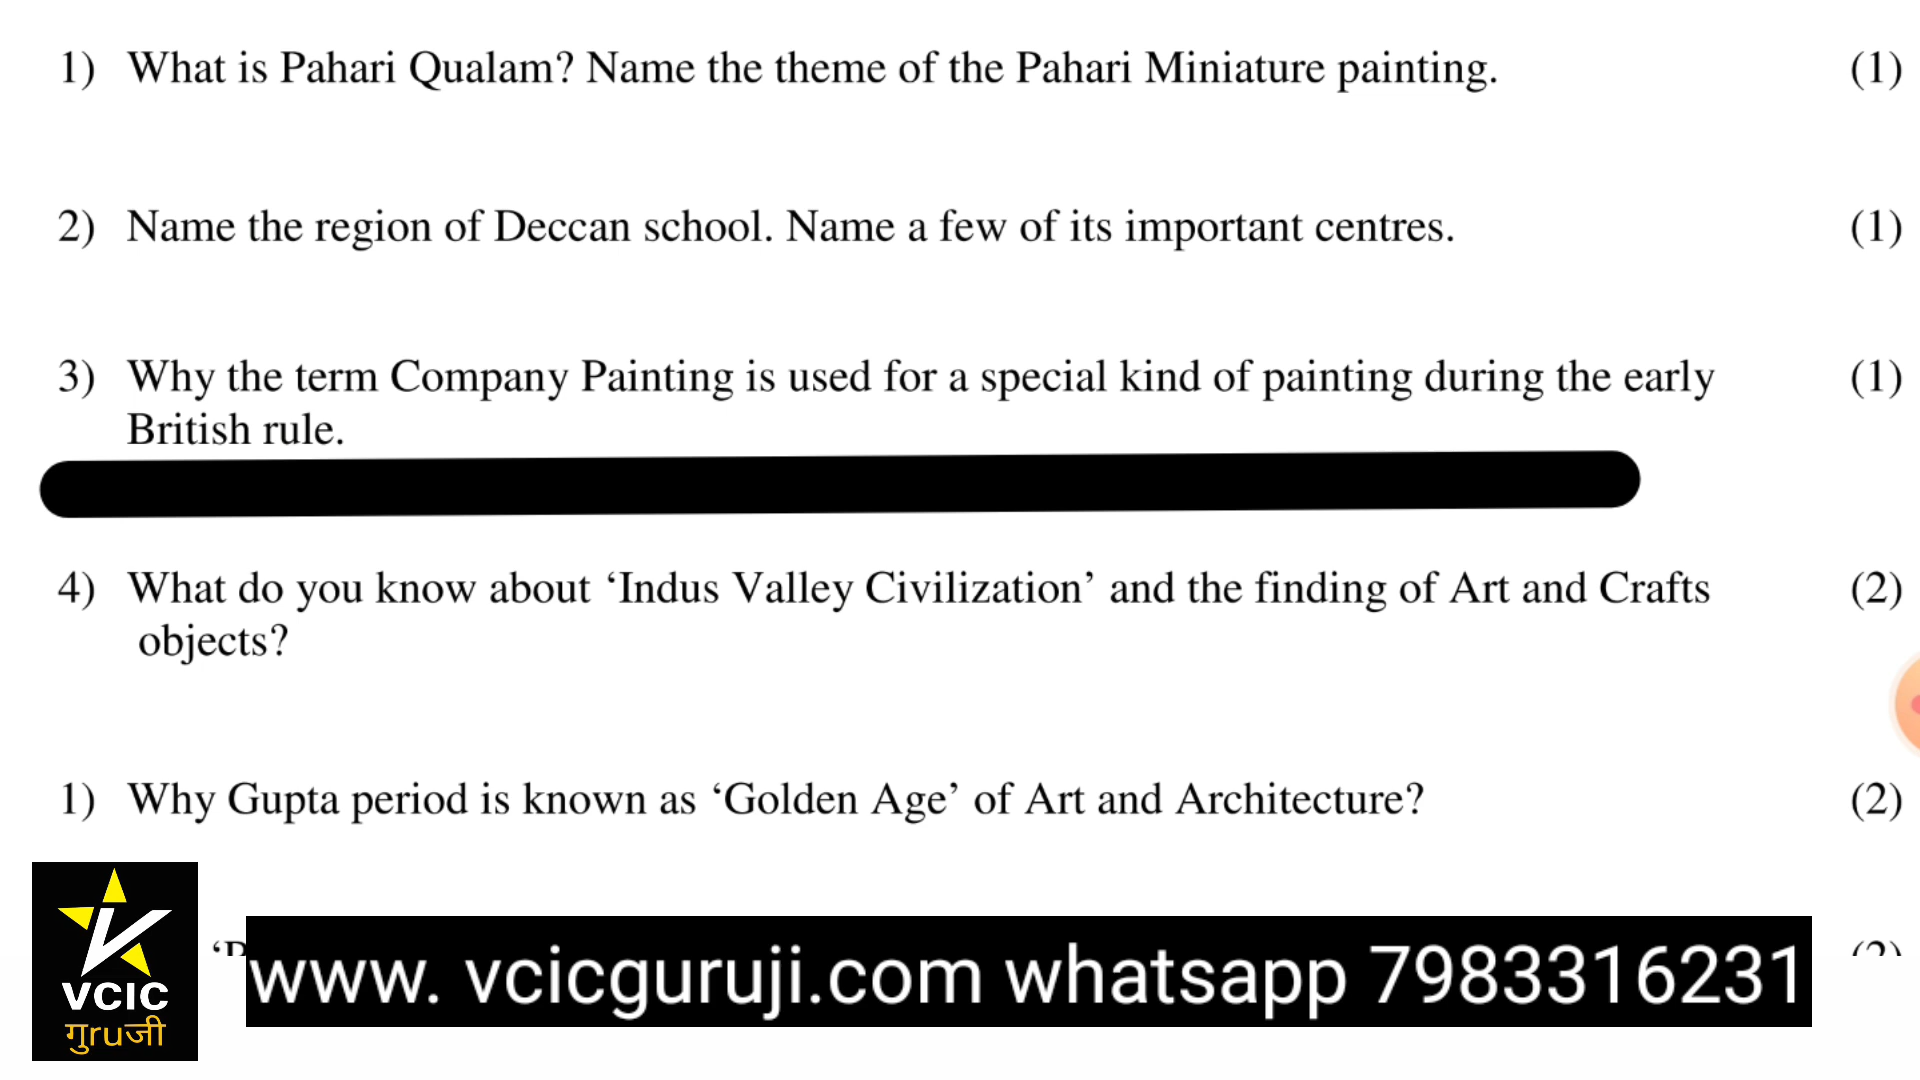 1) What is Pahari Qualam? Name the theme of the Pahari Miniature painting. (1)
2) Name the region of Deccan school. Name a few of its important centres. (1)
3) Why the term Company Painting is used for a special kind of painting during the early (1)
British rule.
4) What do you know about ‘Indus Valley Civilization’ and the finding of Art and Crafts (2)
objects?
1) Why Gupta period is known as ‘Golden Age’ of Art and Architecture? (2)
www. vcicguruji.com whatsapp 7983316231
VCIC
गुruजी